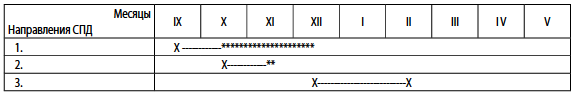 Месяцы
Направления СПД IX X XI XII I II III IV V
1. X ------------*********************
2. X------------**
3. X---------------------------X